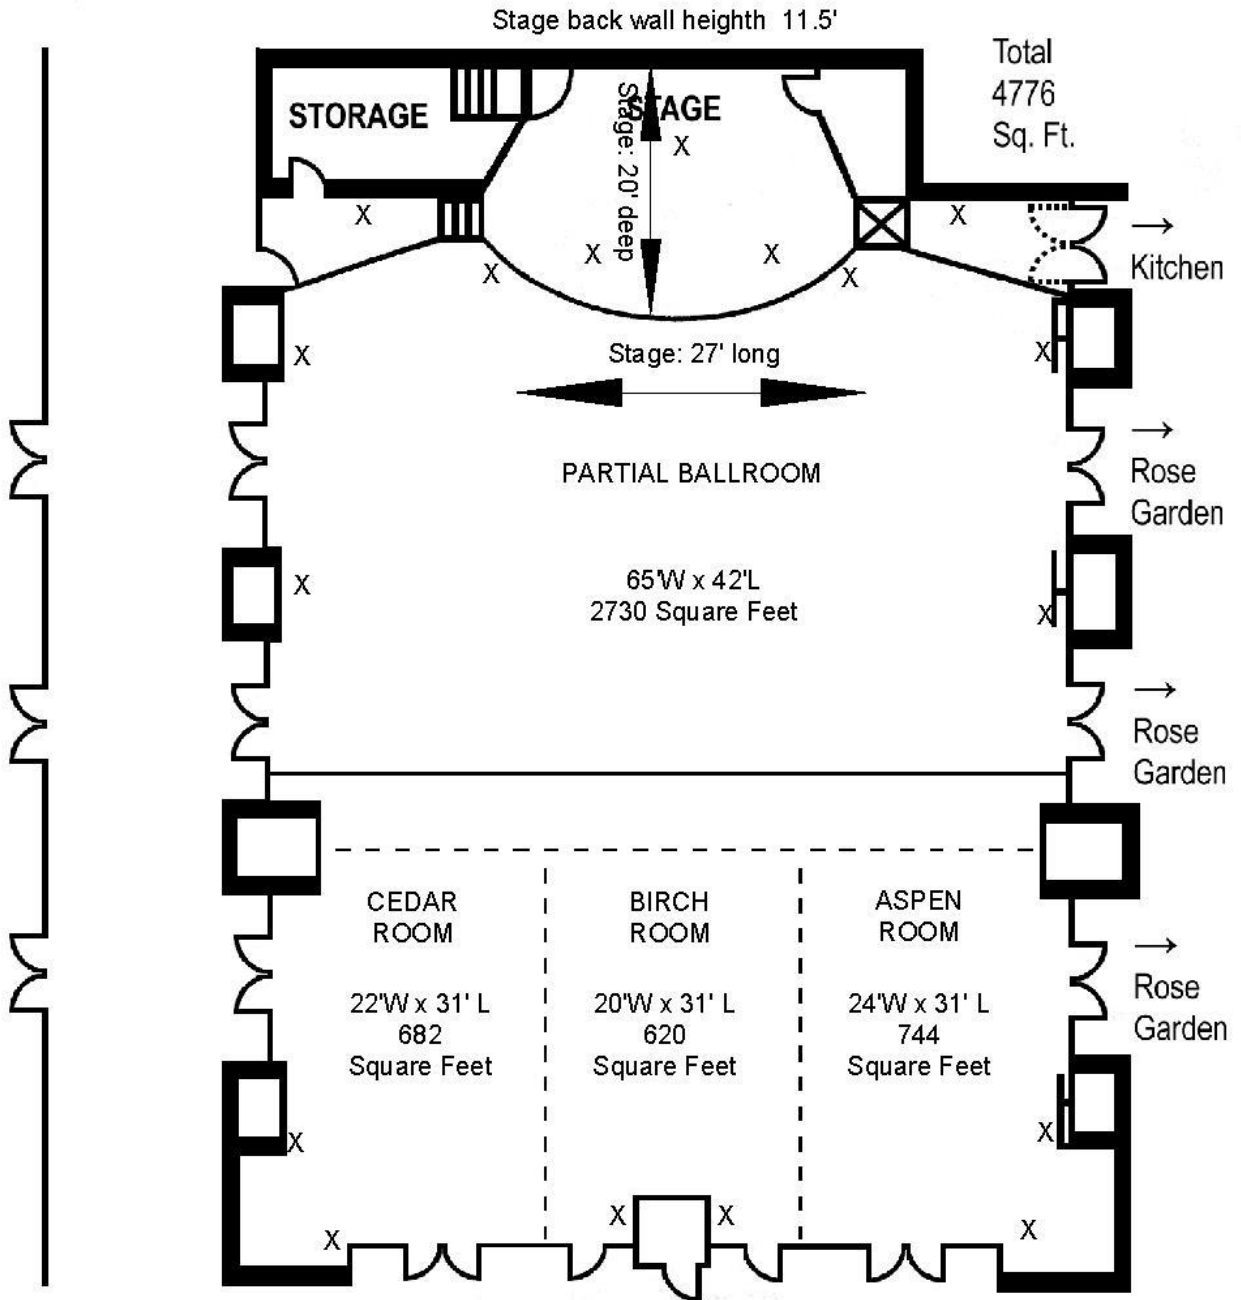 Stage back wall heighth 11.5'
Total
4776
Sq. Ft.
STORAGE
STAGE
Stage: 20' deep
X
X
X
X
X
X
X
→
Kitchen
X
X
Stage: 27' long
→
Rose
Garden
PARTIAL BALLROOM
65'W x 42'L
2730 Square Feet
X
X
→
Rose
Garden
CEDAR
ROOM
22'W x 31' L
682
Square Feet
BIRCH
ROOM
20'W x 31' L
620
Square Feet
ASPEN
ROOM
24'W x 31' L
744
Square Feet
→
Rose
Garden
X
X
X
X
X
X